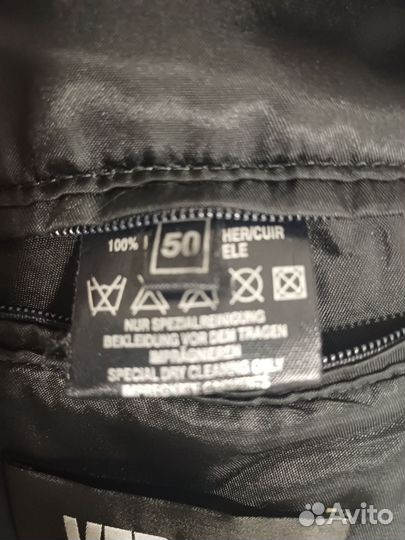 100%
50
HER/CUIR
ELE
NUR SPEZIALREINIGUNG
BEKLEIDUNG VOR DEM TRAGEN
IMPRÄGNIEREN
SPECIAL DRY CLEANING ONLY
Avito